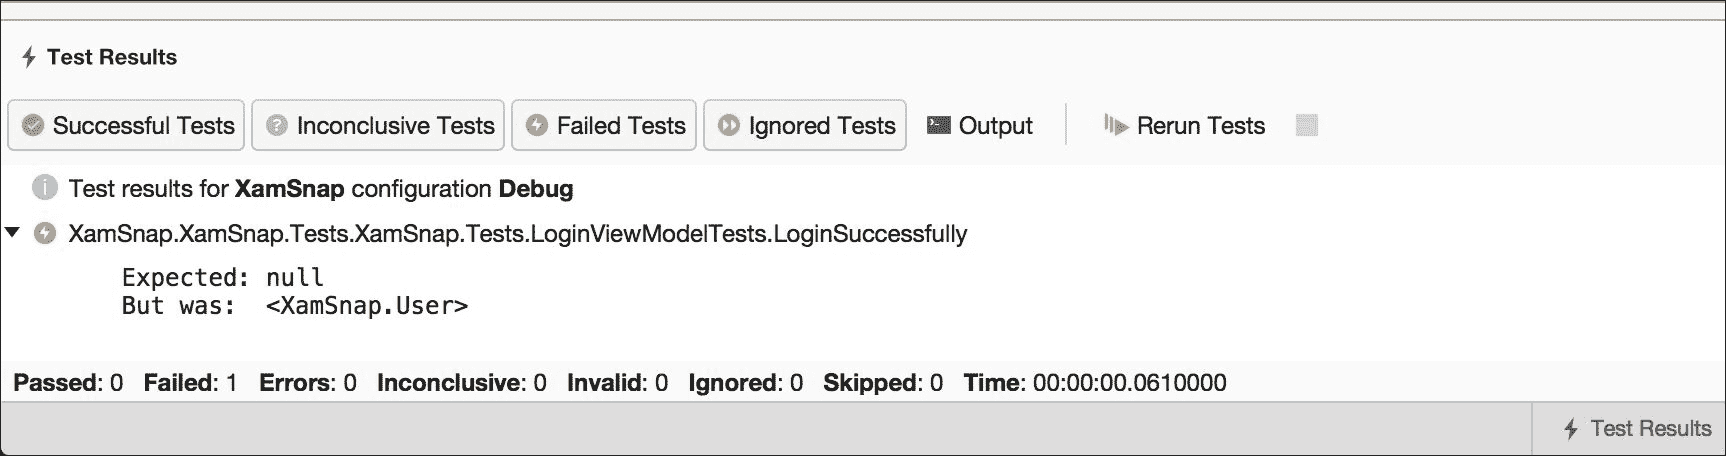 Test Results
Successful Tests Inconclusive Tests Failed Tests Ignored Tests Output Rerun Tests
Test results for XamSnap configuration Debug
XamSnap.XamSnap.Tests.XamSnap.Tests.LoginViewModelTests.LoginSuccessfully
Expected: null
But was: <XamSnap.User>
Passed: 0 Failed: 1 Errors: 0 Inconclusive: 0 Invalid: 0 Ignored: 0 Skipped: 0 Time: 00:00:00.0610000
Test Results